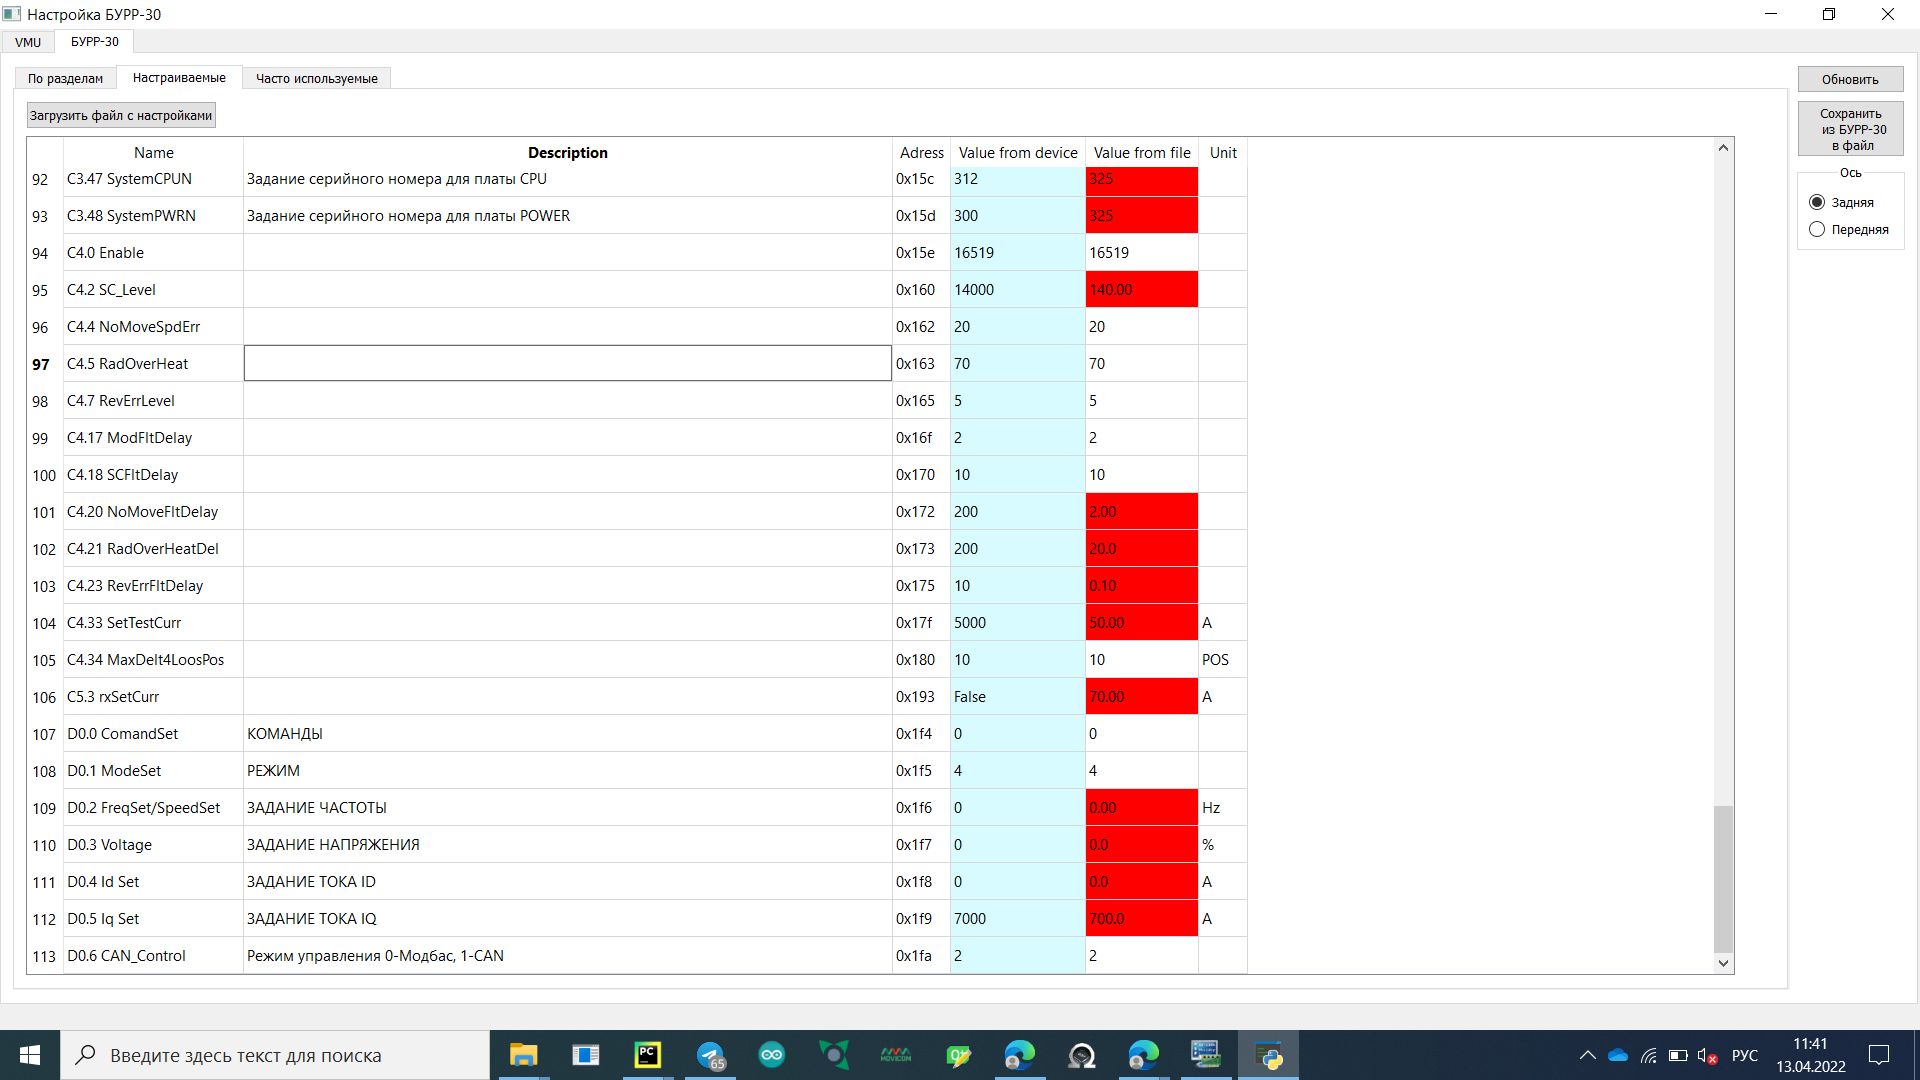 Настройка БУРР-30
VMU БУРР-30
По разделам Настраиваемые Часто используемые
Обновить
Сохранить
из БУРР-30
в файл
Ось
Задняя
Передняя
Загрузить файл с настройками
Name Description Adress Value from device Value from file Unit
92 C3.47 SystemCPUN Задание серийного номера для платы CPU 0x15c 312 325
93 C3.48 SystemPWRN Задание серийного номера для платы POWER 0x15d 300 325
94 C4.0 Enable 0x15e 16519 16519
95 C4.2 SC_Level 0x160 14000 140.00
96 C4.4 NoMoveSpdErr 0x162 20 20
97 C4.5 RadOverHeat 0x163 70 70
98 C4.7 RevErrLevel 0x165 5 5
99 C4.17 ModFltDelay 0x16f 2 2
100 C4.18 SCFltDelay 0x170 10 10
101 C4.20 NoMoveFltDelay 0x172 200 2.00
102 C4.21 RadOverHeatDel 0x173 200 20.0
103 C4.23 RevErrFltDelay 0x175 10 0.10
104 C4.33 SetTestCurr 0x17f 5000 50.00 A
105 C4.34 MaxDelt4LoosPos 0x180 10 10 POS
106 C5.3 rxSetCurr 0x193 False 70.00 A
107 D0.0 ComandSet КОМАНДЫ 0x1f4 0 0
108 D0.1 ModeSet РЕЖИМ 0x1f5 4 4
109 D0.2 FreqSet/SpeedSet ЗАДАНИЕ ЧАСТОТЫ 0x1f6 0 0.00 Hz
110 D0.3 Voltage ЗАДАНИЕ НАПРЯЖЕНИЯ 0x1f7 0 0.0 %
111 D0.4 Id Set ЗАДАНИЕ ТОКА ID 0x1f8 0 0.0 A
112 D0.5 Iq Set ЗАДАНИЕ ТОКА IQ 0x1f9 7000 700.0 A
113 D0.6 CAN_Control Режим управления 0-Модбас, 1-CAN 0x1fa 2 2
Введите здесь текст для поиска
PC
65
MOVICOM
Qt
РУС
11:41
13.04.2022